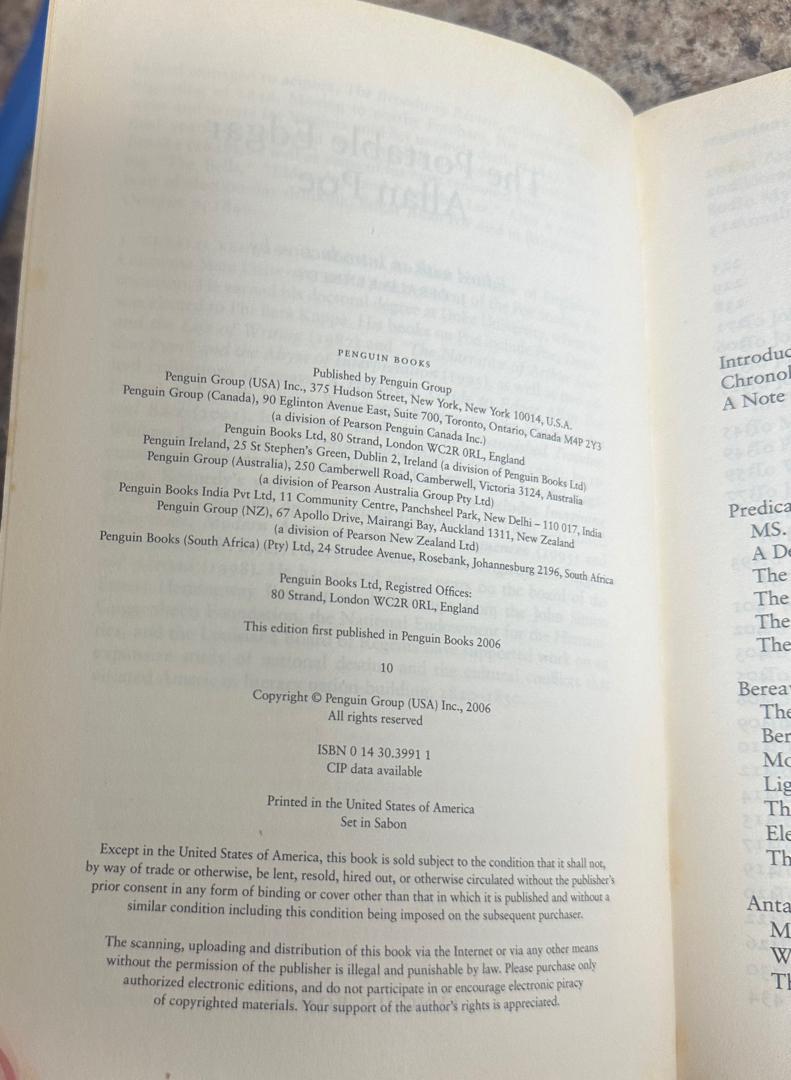 PENGUIN BOOKS
Published by Penguin Group
Penguin Group (USA) Inc., 375 Hudson Street, New York, New York 10014, U.S.A.
Penguin Group (Canada), 90 Eglinton Avenue East, Suite 700, Toronto, Ontario, Canada M4P 2Y3
(a division of Pearson Penguin Canada Inc.)
Penguin Books Ltd, 80 Strand, London WC2R 0RL, England
Penguin Ireland, 25 St Stephen's Green, Dublin 2, Ireland (a division of Penguin Books Ltd)
Penguin Group (Australia), 250 Camberwell Road, Camberwell, Victoria 3124, Australia
(a division of Pearson Australia Group Pty Ltd)
Penguin Books India Pvt Ltd, 11 Community Centre, Panchsheel Park, New Delhi – 110 017, India
Penguin Group (NZ), 67 Apollo Drive, Mairangi Bay, Auckland 1311, New Zealand
(a division of Pearson New Zealand Ltd)
Penguin Books (South Africa) (Pty) Ltd, 24 Strudee Avenue, Rosebank, Johannesburg 2196, South Africa
Penguin Books Ltd, Registred Offices:
80 Strand, London WC2R 0RL, England
This edition first published in Penguin Books 2006
10
Copyright © Penguin Group (USA) Inc., 2006
All rights reserved
ISBN 0 14 30.3991 1
CIP data available
Printed in the United States of America
Set in Sabon
Except in the United States of America, this book is sold subject to the condition that it shall not,
by way of trade or otherwise, be lent, resold, hired out, or otherwise circulated without the publisher's
prior consent in any form of binding or cover other than that in which it is published and without a
similar condition including this condition being imposed on the subsequent purchaser.
The scanning, uploading and distribution of this book via the Internet or via any other means
without the permission of the publisher is illegal and punishable by law. Please purchase only
authorized electronic editions, and do not participate in or encourage electronic piracy
of copyrighted materials. Your support of the author's rights is appreciated.
Introduc
Chronol
A Note
Predica
MS.
A De
The
The
The
The
Bereav
The
Ber
Mo
Lig
Th
Ele
Th
Anta
M
W
Th